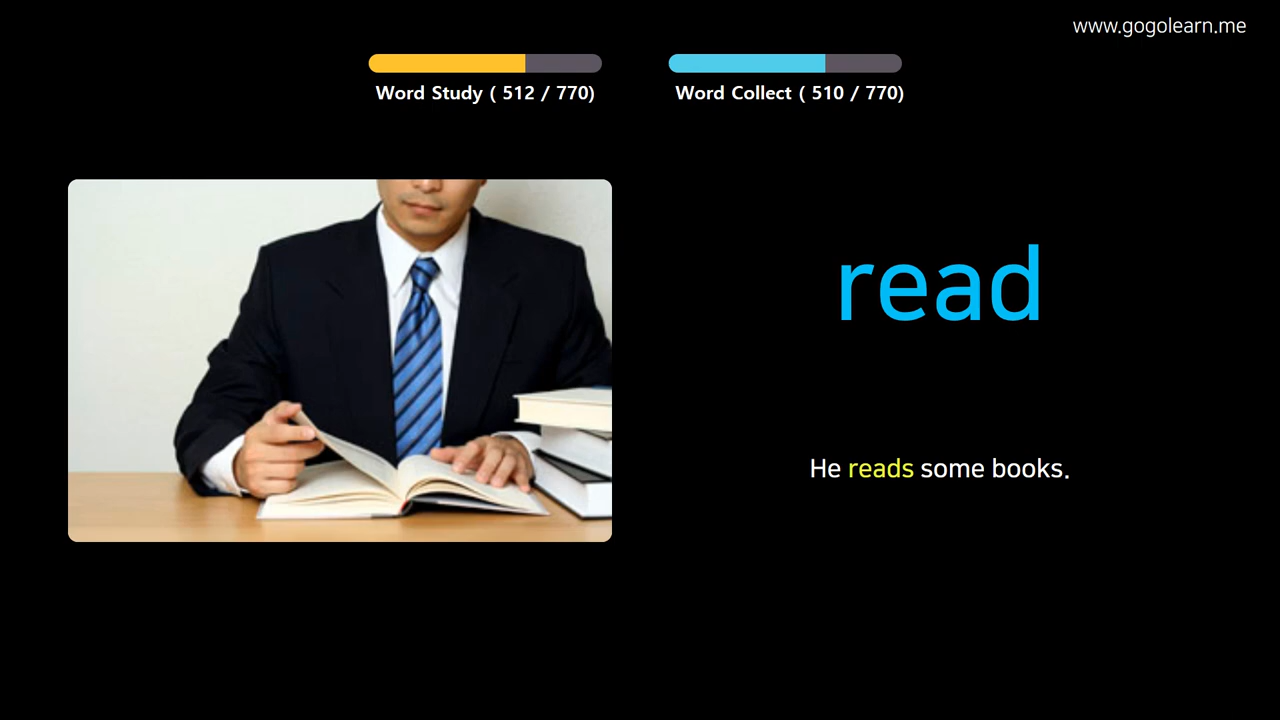 www.gogolearn.me
Word Study ( 512 / 770)
Word Collect ( 510 / 770)
read
He reads some books.